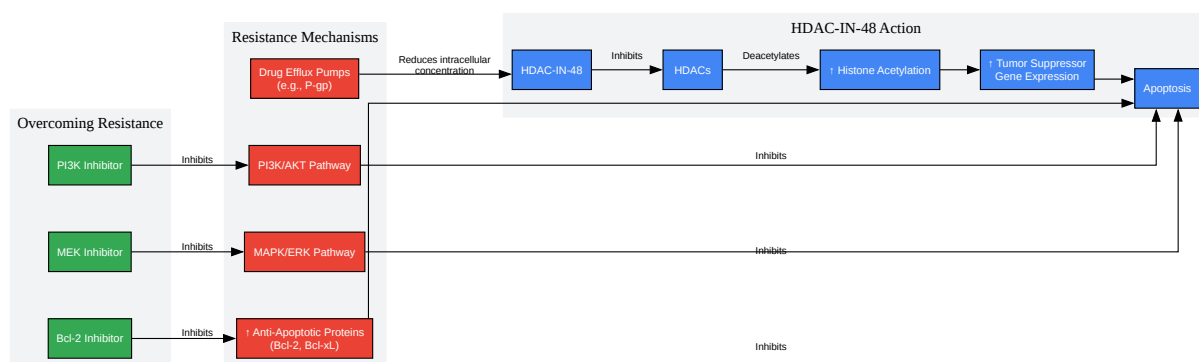 HDAC-IN-48 Action
Resistance Mechanisms
Drug Efflux Pumps
(e.g., P-gp)
Reduces intracellular
concentration
HDAC-IN-48
Inhibits
HDACs
Deacetylates
↑ Histone Acetylation
↑ Tumor Suppressor
Gene Expression
Apoptosis
Overcoming Resistance
PI3K Inhibitor
Inhibits
PI3K/AKT Pathway
Inhibits
MEK Inhibitor
Inhibits
MAPK/ERK Pathway
Inhibits
Bcl-2 Inhibitor
Inhibits
↑ Anti-Apoptotic Proteins
(Bcl-2, Bcl-xL)
Inhibits